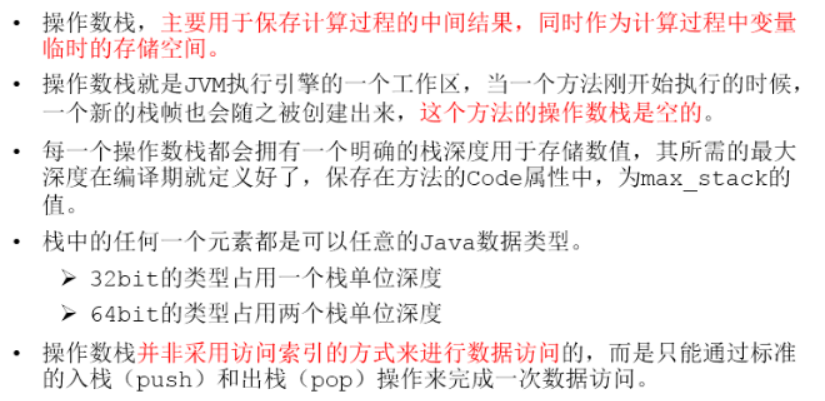 • 操作数栈，主要用于保存计算过程的中间结果，同时作为计算过程中变量
临时的存储空间。
• 操作数栈就是JVM执行引擎的一个工作区，当一个方法刚开始执行的时候，
一个新的栈帧也会随之被创建出来，这个方法的操作数栈是空的。
• 每一个操作数栈都会拥有一个明确的栈深度用于存储数值，其所需的最大
深度在编译期就定义好了，保存在方法的Code属性中，为max_stack的
值。
• 栈中的任何一个元素都是可以任意的Java数据类型。
➢ 32bit的类型占用一个栈单位深度
➢ 64bit的类型占用两个栈单位深度
• 操作数栈并非采用访问索引的方式来进行数据访问的，而是只能通过标准
的入栈（push）和出栈（pop）操作来完成一次数据访问。